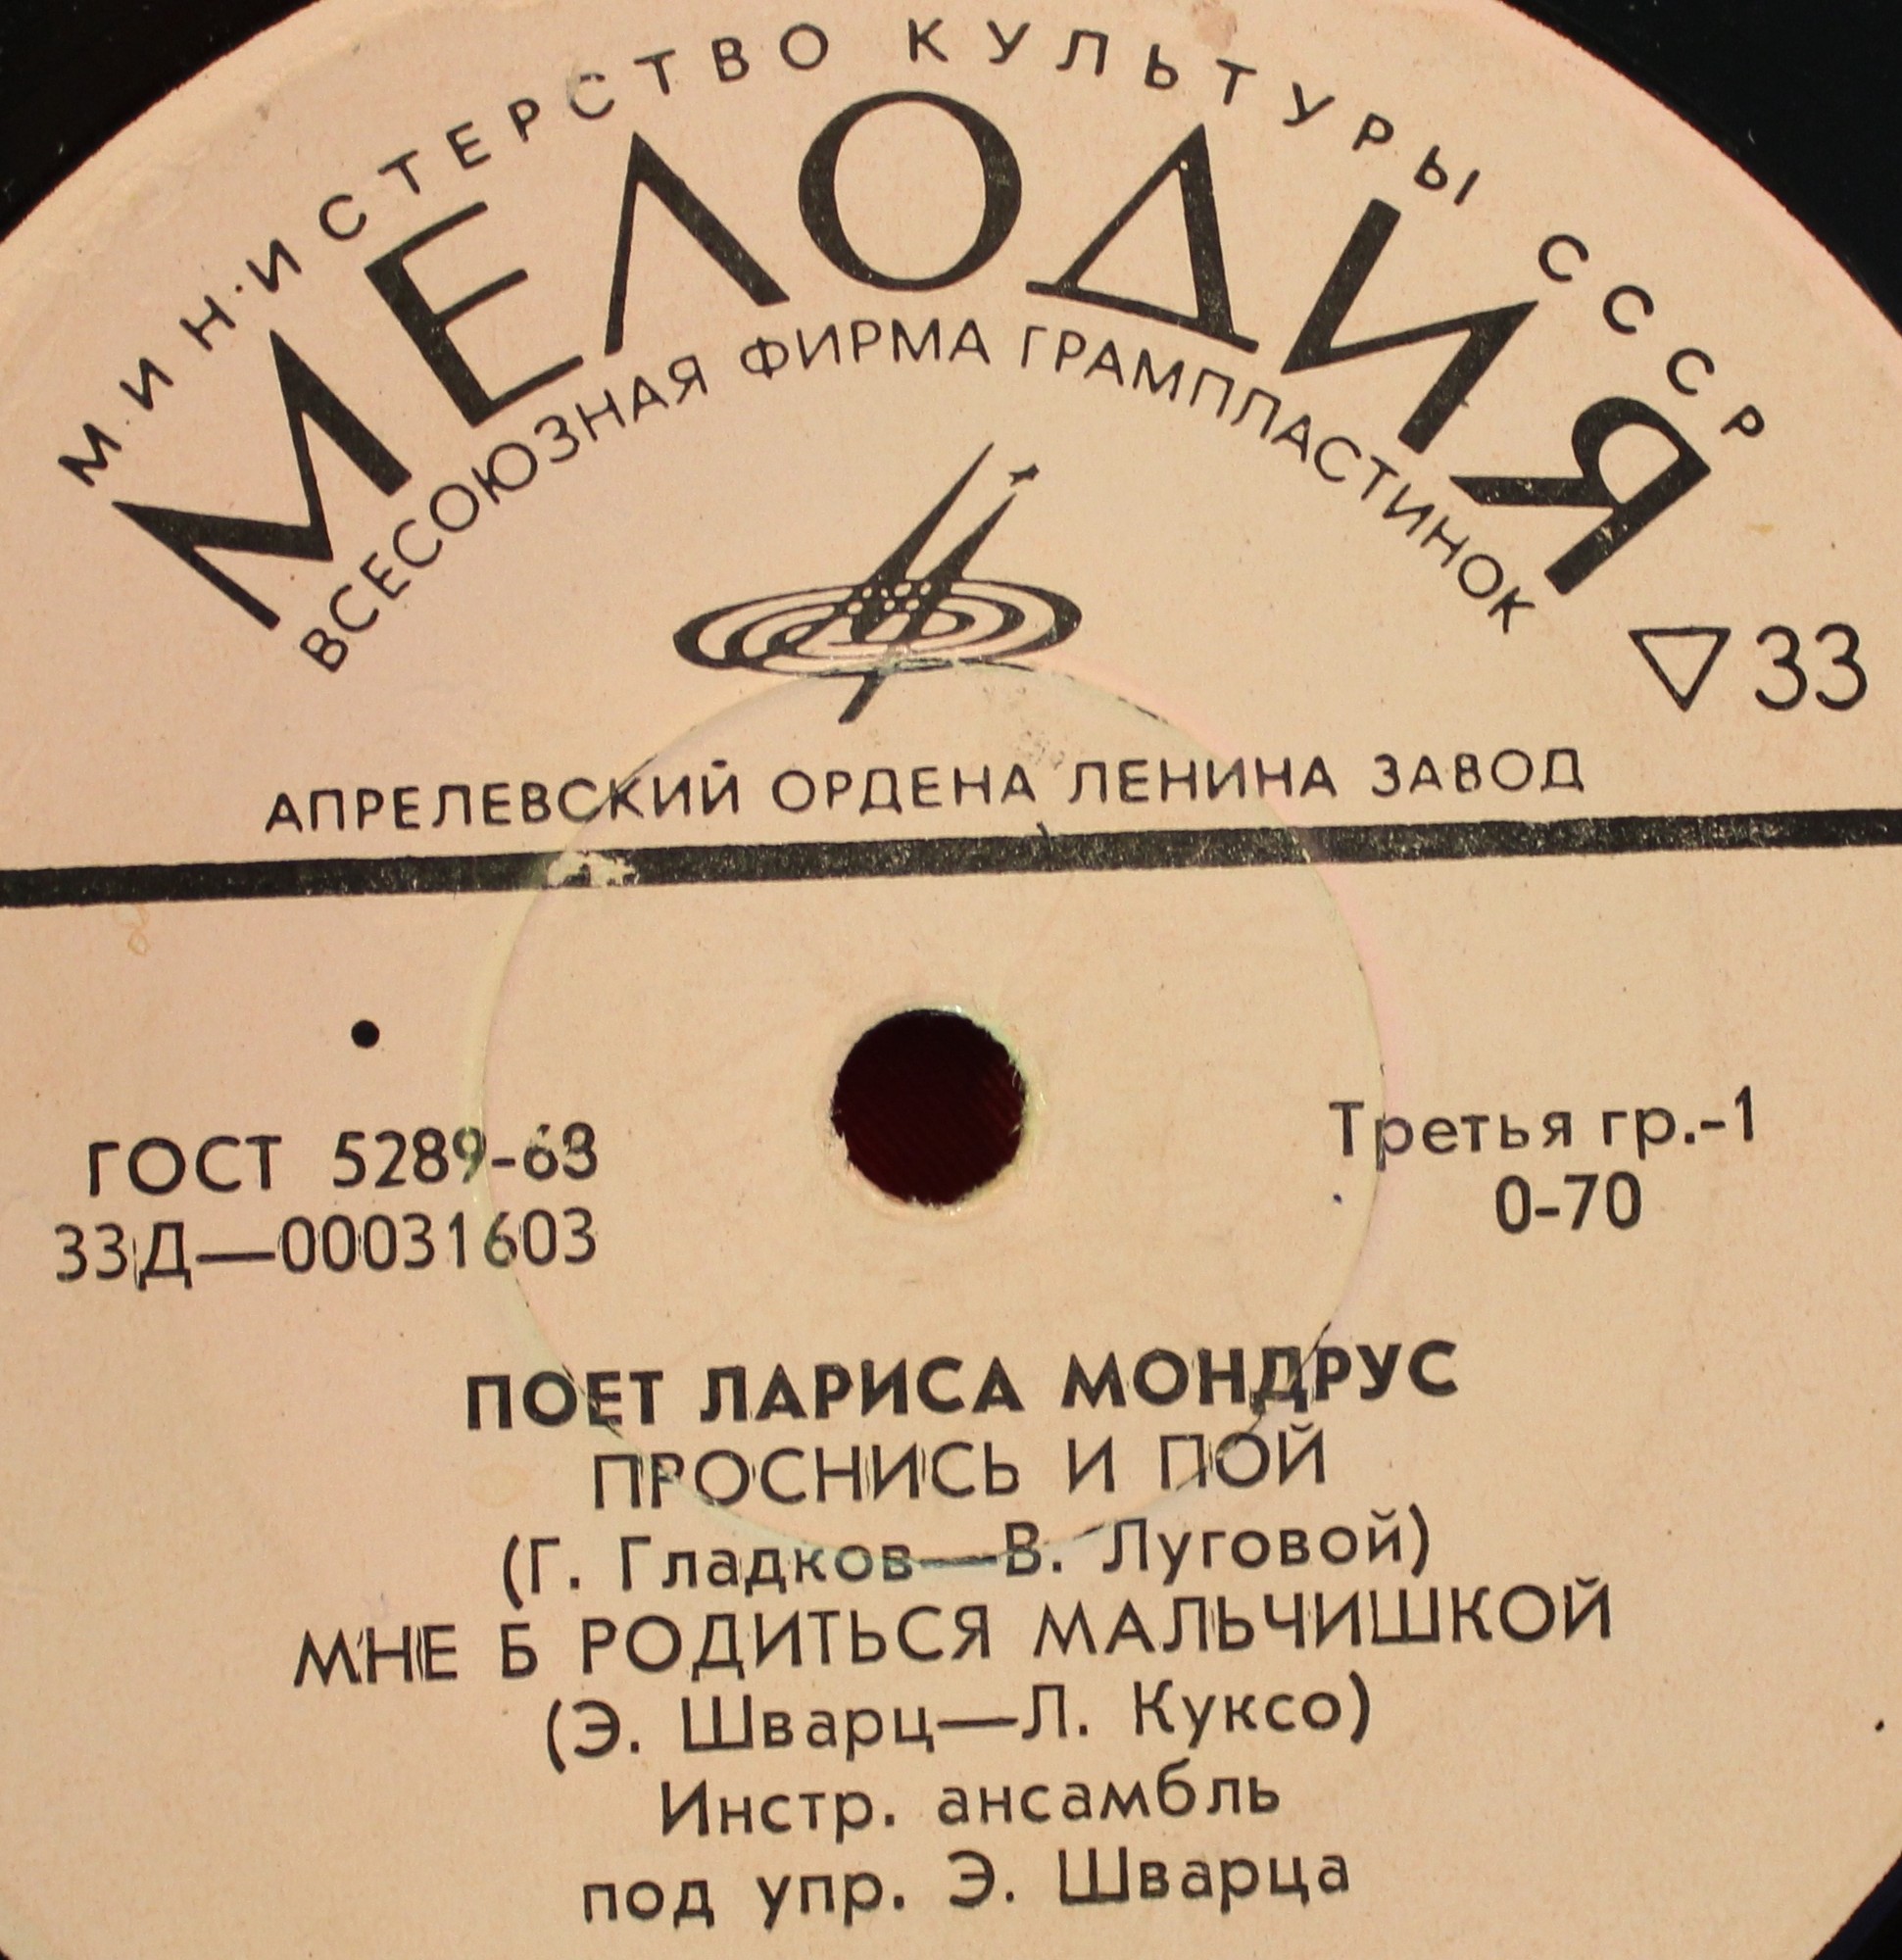 МИНИСТЕРСТВО КУЛЬТУРЫ СССР
МЕЛОДИЯ
ВСЕСОЮЗНАЯ ФИРМА ГРАМПЛАСТИНОК
33
АПРЕЛЕВСКИЙ ОРДЕНА ЛЕНИНА ЗАВОД
ГОСТ 5289-68
33Д—00031603
Третья гр.-1
0-70
ПОЕТ ЛАРИСА МОНДРУС
ПРОСНИСЬ И ПОЙ
(Г. Гладков—В. Луговой)
МНЕ Б РОДИТЬСЯ МАЛЬЧИШКОЙ
(Э. Шварц—Л. Куксо)
Инстр. ансамбль
под упр. Э. Шварца